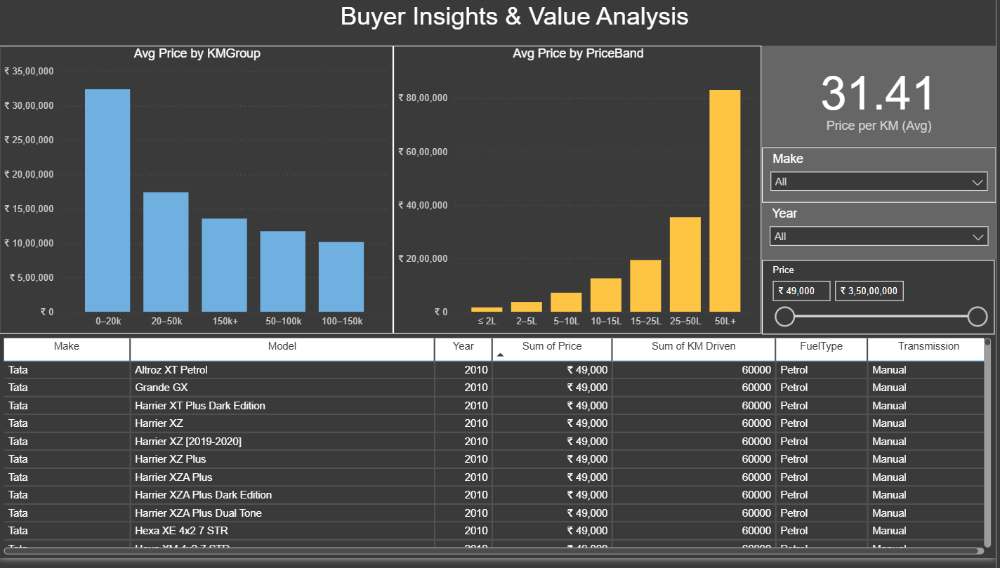 Buyer Insights & Value Analysis
Avg Price by KMGroup
₹ 35,00,000
₹ 30,00,000
₹ 25,00,000
₹ 20,00,000
₹ 15,00,000
₹ 10,00,000
₹ 5,00,000
₹ 0
0–20k 20–50k 150k+ 50–100k 100–150k
Avg Price by PriceBand
₹ 80,00,000
₹ 60,00,000
₹ 40,00,000
₹ 20,00,000
₹ 0
≤ 2L 2–5L 5–10L 10–15L 15–25L 25–50L 50L+
31.41
Price per KM (Avg)
Make
All
Year
All
Price
₹ 49,000 ₹ 3,50,00,000
Make Model Year Sum of Price Sum of KM Driven FuelType Transmission
Tata Altroz XT Petrol 2010 ₹ 49,000 60000 Petrol Manual
Tata Grande GX 2010 ₹ 49,000 60000 Petrol Manual
Tata Harrier XT Plus Dark Edition 2010 ₹ 49,000 60000 Petrol Manual
Tata Harrier XZ 2010 ₹ 49,000 60000 Petrol Manual
Tata Harrier XZ [2019-2020] 2010 ₹ 49,000 60000 Petrol Manual
Tata Harrier XZ Plus 2010 ₹ 49,000 60000 Petrol Manual
Tata Harrier XZA Plus 2010 ₹ 49,000 60000 Petrol Manual
Tata Harrier XZA Plus Dark Edition 2010 ₹ 49,000 60000 Petrol Manual
Tata Harrier XZA Plus Dual Tone 2010 ₹ 49,000 60000 Petrol Manual
Tata Hexa XE 4x2 7 STR 2010 ₹ 49,000 60000 Petrol Manual